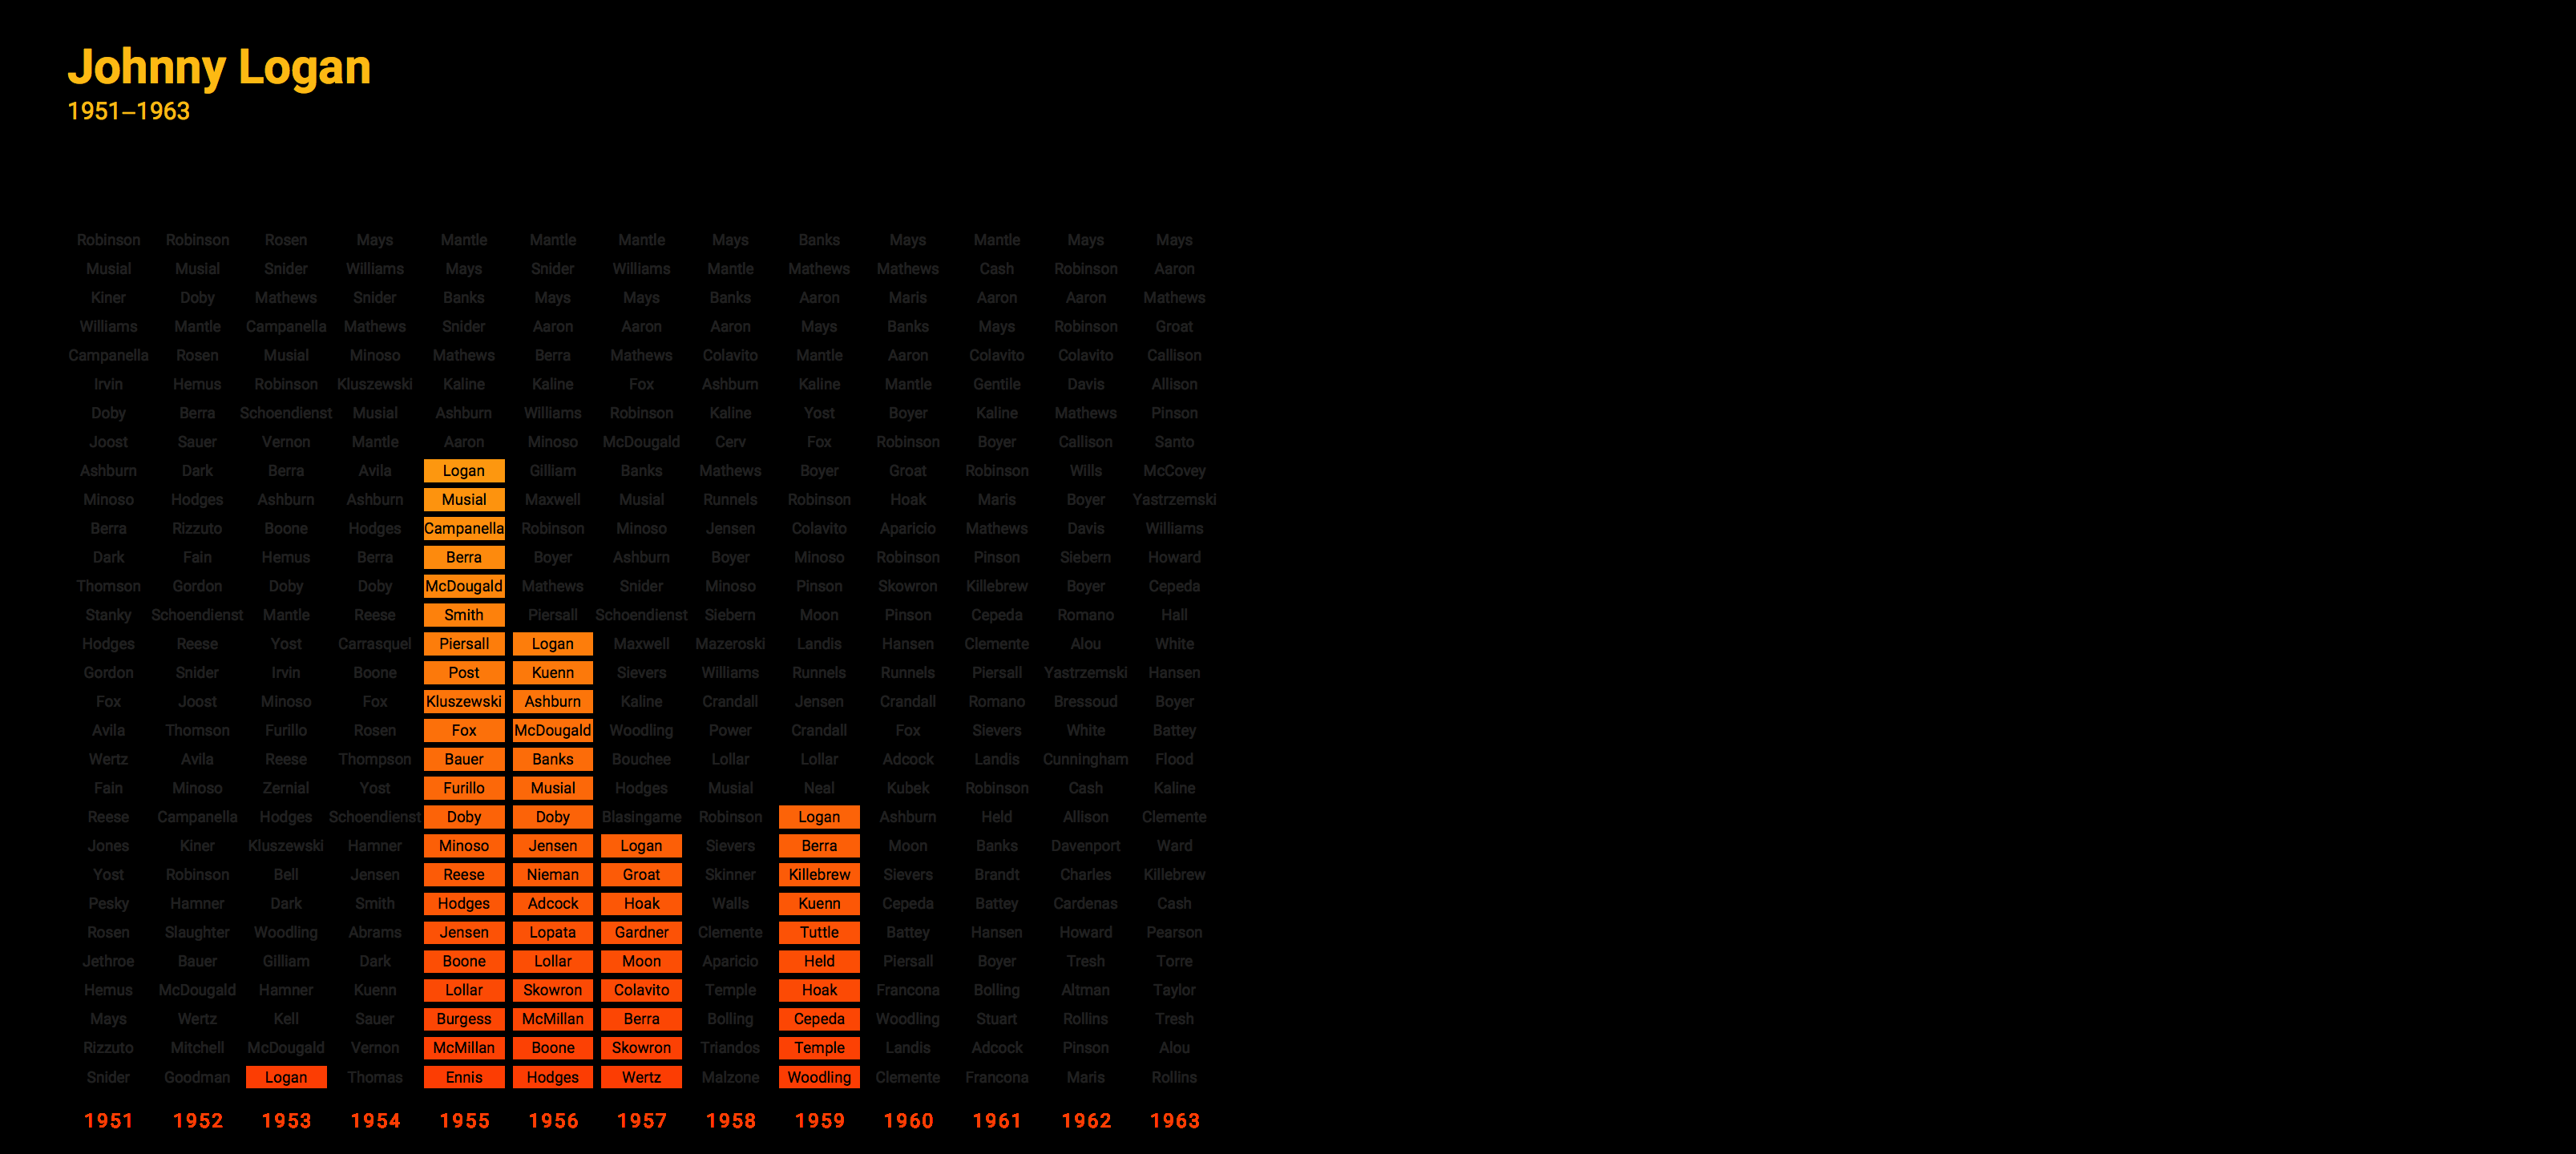 Johnny Logan
1951–1963
Robinson Robinson Rosen Mays Mantle Mantle Mantle Mays Banks Mays Mantle Mays Mays
Musial Musial Snider Williams Mays Snider Williams Mantle Mathews Mathews Cash Robinson Aaron
Kiner Doby Mathews Snider Banks Mays Mays Banks Aaron Maris Aaron Aaron Mathews
Williams Mantle Campanella Mathews Snider Aaron Aaron Aaron Mays Banks Mays Robinson Groat
Campanella Rosen Musial Minoso Mathews Berra Mathews Colavito Mantle Aaron Colavito Colavito Callison
Irvin Hemus Robinson Kluszewski Kaline Kaline Fox Ashburn Kaline Mantle Gentile Davis Allison
Doby Berra Schoendienst Musial Ashburn Williams Robinson Kaline Yost Boyer Kaline Mathews Pinson
Joost Sauer Vernon Mantle Aaron Minoso McDougald Cerv Fox Robinson Boyer Callison Santo
Ashburn Dark Berra Avila Logan Gilliam Banks Mathews Boyer Groat Robinson Wills McCovey
Minoso Hodges Ashburn Ashburn Musial Maxwell Musial Runnels Robinson Hoak Maris Boyer Yastrzemski
Berra Rizzuto Boone Hodges Campanella Robinson Minoso Jensen Colavito Aparicio Mathews Davis Williams
Dark Fain Hemus Berra Berra Boyer Ashburn Boyer Minoso Robinson Pinson Siebern Howard
Thomson Gordon Doby Doby McDougald Mathews Snider Minoso Pinson Skowron Killebrew Boyer Cepeda
Stanky Schoendienst Mantle Reese Smith Piersall Schoendienst Siebern Moon Pinson Cepeda Romano Hall
Hodges Reese Yost Carrasquel Piersall Logan Maxwell Mazeroski Landis Hansen Clemente Alou White
Gordon Snider Irvin Boone Post Kuenn Sievers Williams Runnels Runnels Piersall Yastrzemski Hansen
Fox Joost Minoso Fox Kluszewski Ashburn Kaline Crandall Jensen Crandall Romano Bressoud Boyer
Avila Thomson Furillo Rosen Fox McDougald Woodling Power Crandall Fox Sievers White Battey
Wertz Avila Reese Thompson Bauer Banks Bouchee Lollar Lollar Adcock Landis Cunningham Flood
Fain Minoso Zernial Yost Furillo Musial Hodges Musial Neal Kubek Robinson Cash Kaline
Reese Campanella Hodges Schoendienst Doby Doby Blasingame Robinson Logan Ashburn Held Allison Clemente
Jones Kiner Kluszewski Hamner Minoso Jensen Logan Sievers Berra Moon Banks Davenport Ward
Yost Robinson Bell Jensen Reese Nieman Groat Skinner Killebrew Sievers Brandt Charles Killebrew
Pesky Hamner Dark Smith Hodges Adcock Hoak Walls Kuenn Cepeda Battey Cardenas Cash
Rosen Slaughter Woodling Abrams Jensen Lopata Gardner Clemente Tuttle Battey Hansen Howard Pearson
Jethroe Bauer Gilliam Dark Boone Lollar Moon Aparicio Held Piersall Boyer Tresh Torre
Hemus McDougald Hamner Kuenn Lollar Skowron Colavito Temple Hoak Francona Bolling Altman Taylor
Mays Wertz Kell Sauer Burgess McMillan Berra Bolling Cepeda Woodling Stuart Rollins Tresh
Rizzuto Mitchell McDougald Vernon McMillan Boone Skowron Triandos Temple Landis Adcock Pinson Alou
Snider Goodman Logan Thomas Ennis Hodges Wertz Malzone Woodling Clemente Francona Maris Rollins
1951 1952 1953 1954 1955 1956 1957 1958 1959 1960 1961 1962 1963